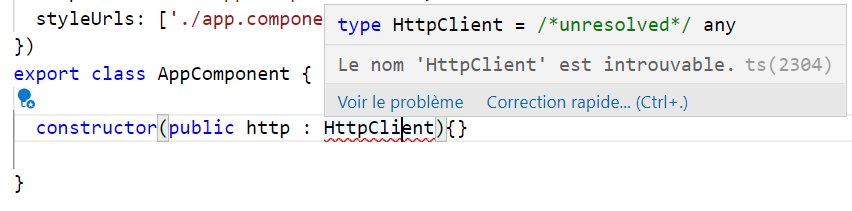 styleUrls: ['./app.compone
})
export class AppComponent {
constructor(public http : HttpClient){}
}
type HttpClient = /*unresolved*/ any
Le nom 'HttpClient' est introuvable. ts(2304)
Voir le problème Correction rapide... (Ctrl+.)